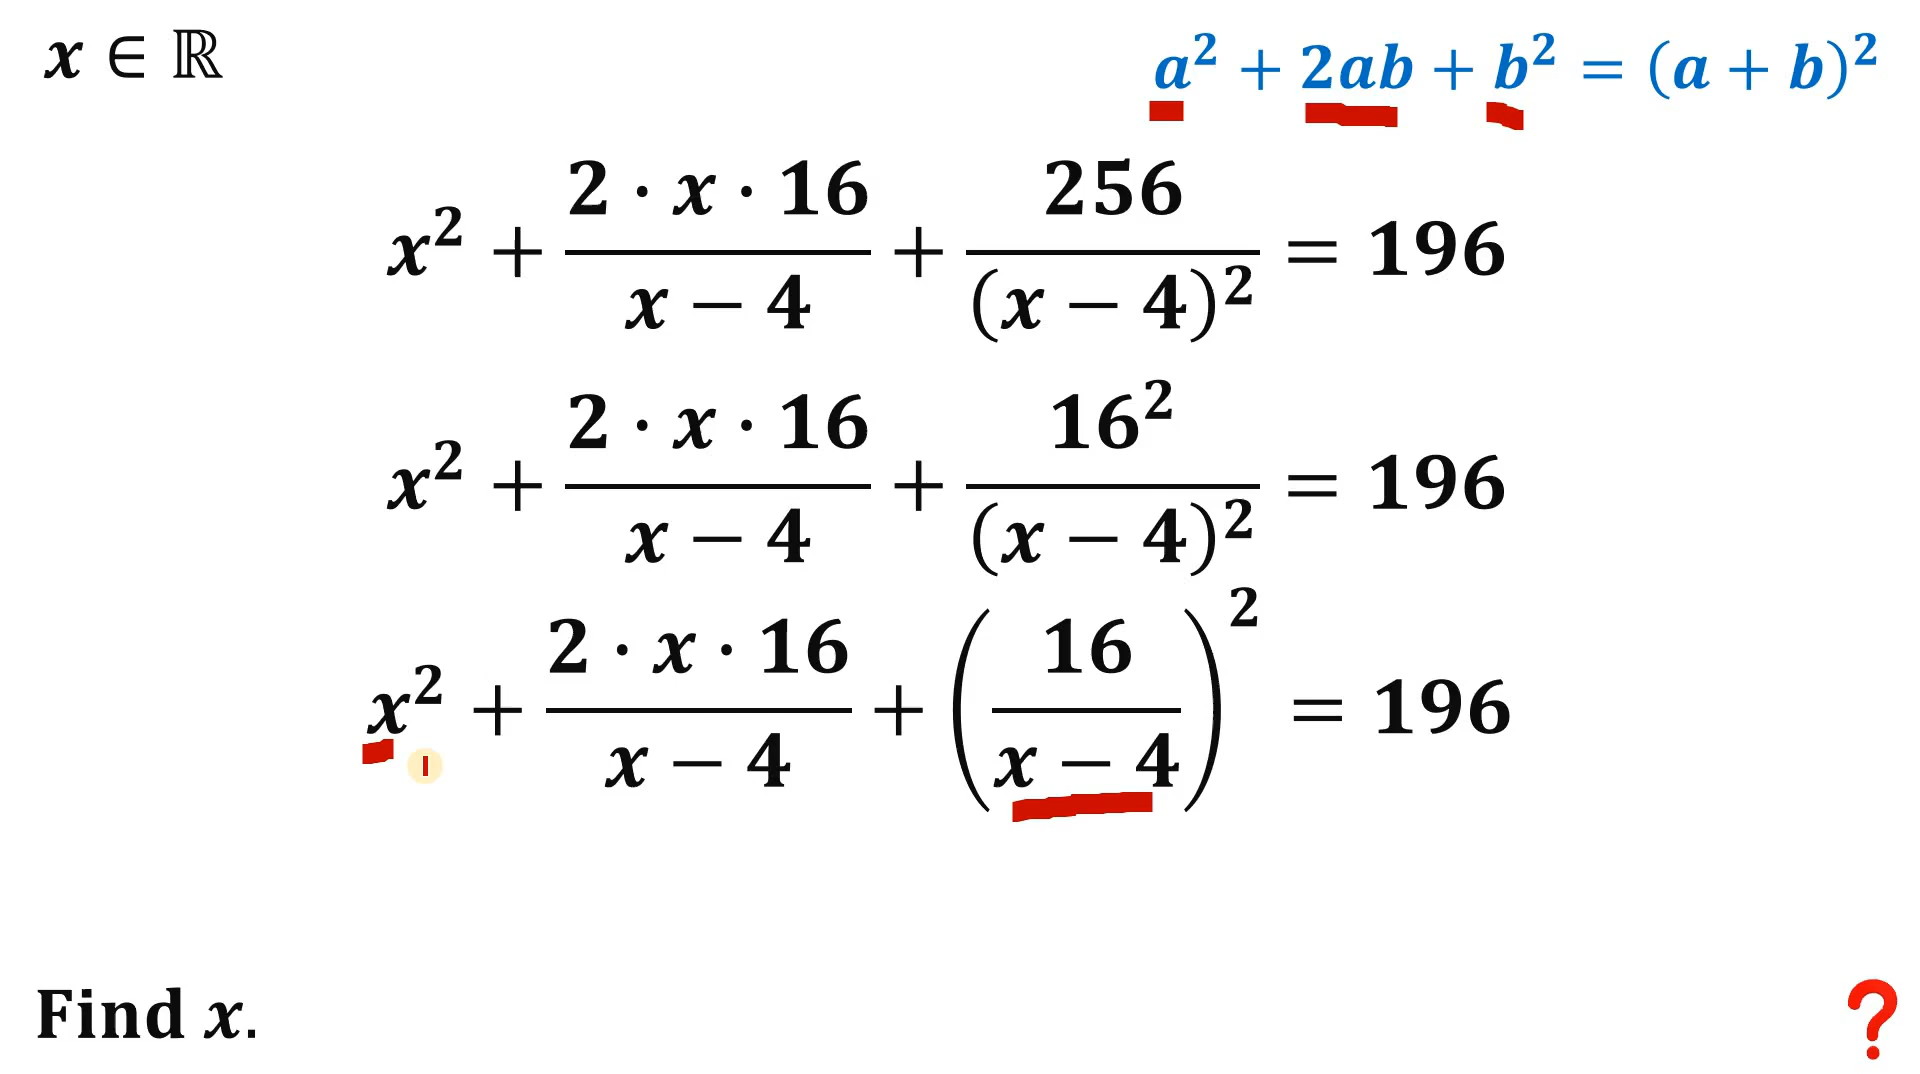 x ∈ ℝ
a² + 2ab + b² = (a + b)²
x² + (2 · x · 16)/(x − 4) + 256/(x − 4)² = 196
x² + (2 · x · 16)/(x − 4) + 16²/(x − 4)² = 196
x² + (2 · x · 16)/(x − 4) + (16/(x − 4))² = 196
Find x.
?